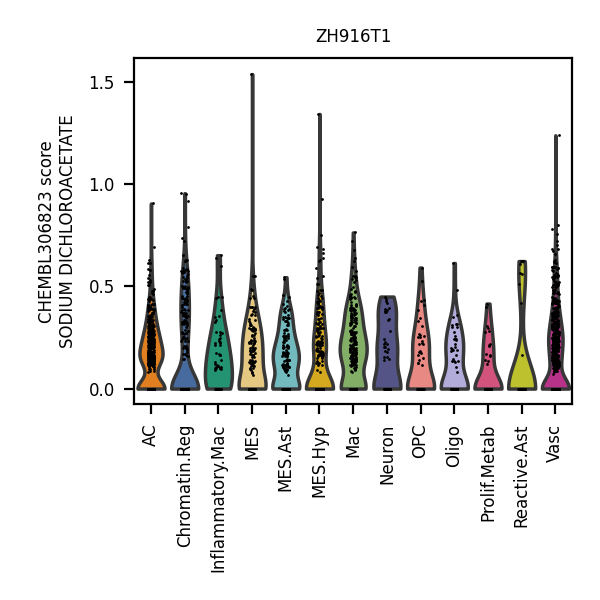 ZH916T1
CHEMBL306823 score
SODIUM DICHLOROACETATE
1.5
1.0
0.5
0.0
AC
Chromatin.Reg
Inflammatory.Mac
MES
MES.Ast
MES.Hyp
Mac
Neuron
OPC
Oligo
Prolif.Metab
Reactive.Ast
Vasc